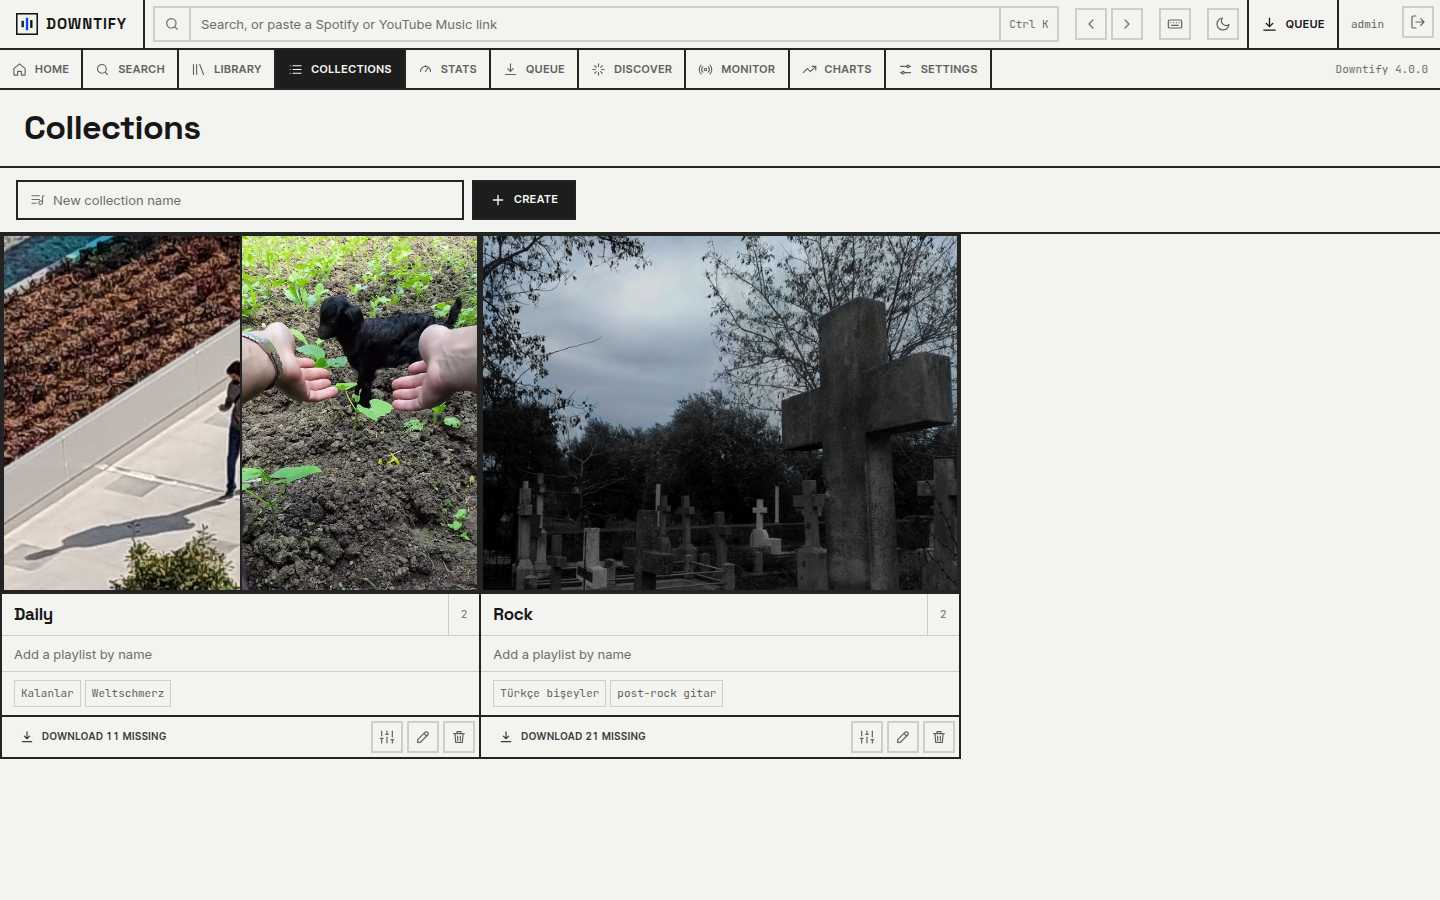 DOWNTIFY
Search, or paste a Spotify or YouTube Music link
Ctrl K
QUEUE
admin
HOME
SEARCH
LIBRARY
COLLECTIONS
STATS
QUEUE
DISCOVER
MONITOR
CHARTS
SETTINGS
Downtify 4.0.0
Collections
New collection name
CREATE
Daily
2
Add a playlist by name
Kalanlar
Weltschmerz
DOWNLOAD 11 MISSING
Rock
2
Add a playlist by name
Türkçe bişeyler
post-rock gitar
DOWNLOAD 21 MISSING